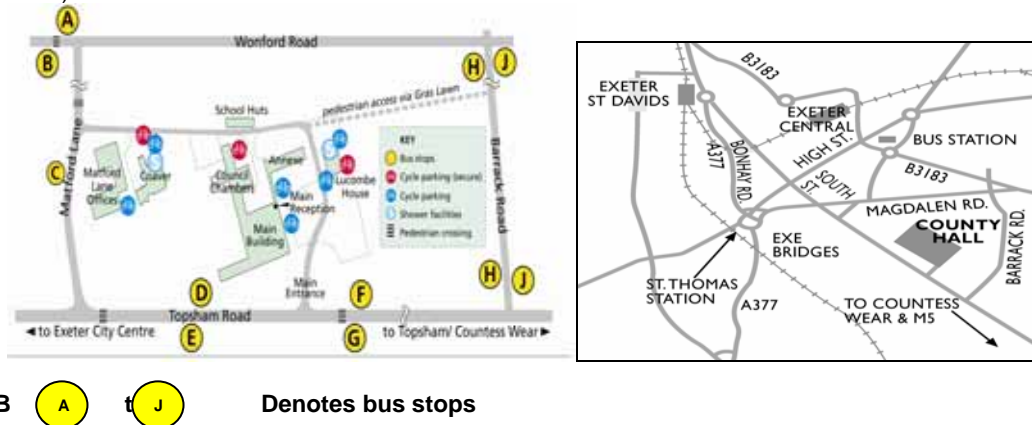 A
B
Wonford Road
H
J
pedestrian access via Gras Lawn
School Huts
Matford Lane
C
Matford
Lane
Offices
Coaver
Council
Chambers
Annexe
Main
Reception
Main
Building
Lucombe
House
KEY
Bus stops
Cycle parking (secure)
Cycle parking
Shower facilities
Pedestrian crossing
Barrack Road
H
J
Main
Entrance
D
F
Topsham Road
E
G
to Exeter City Centre
to Topsham/ Countess Wear
B3183
EXETER
ST DAVIDS
EXETER
CENTRAL
BUS STATION
A377
BONHAY RD.
HIGH ST.
SOUTH
ST.
B3183
MAGDALEN RD.
COUNTY
HALL
BARRACK RD.
EXE
BRIDGES
ST. THOMAS
STATION
A377
TO COUNTESS
WEAR & M5
B A t J Denotes bus stops